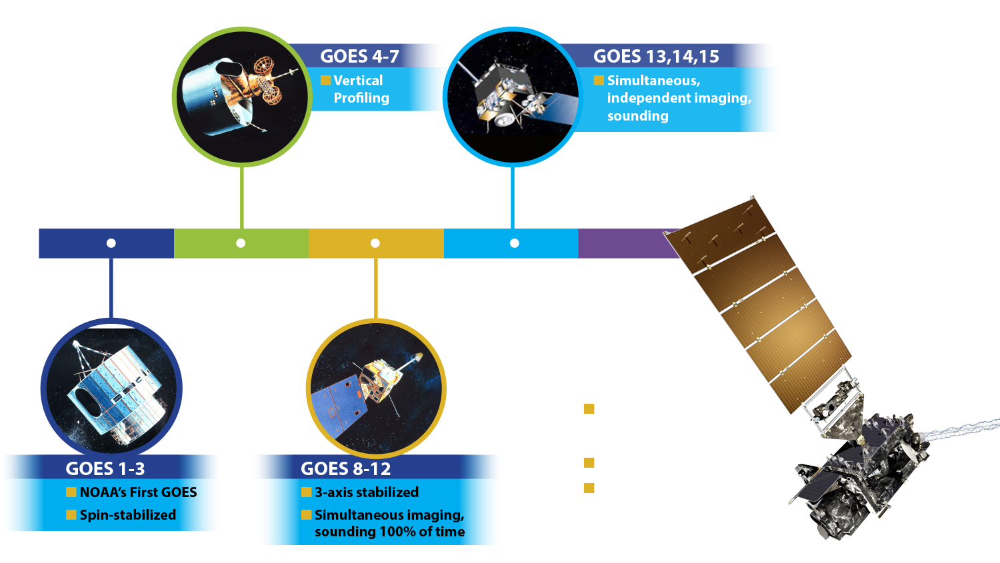 GOES 4-7
Vertical
Profiling
GOES 13,14,15
Simultaneous,
independent imaging,
sounding
GOES 1-3
NOAA's First GOES
Spin-stabilized
GOES 8-12
3-axis stabilized
Simultaneous imaging,
sounding 100% of time